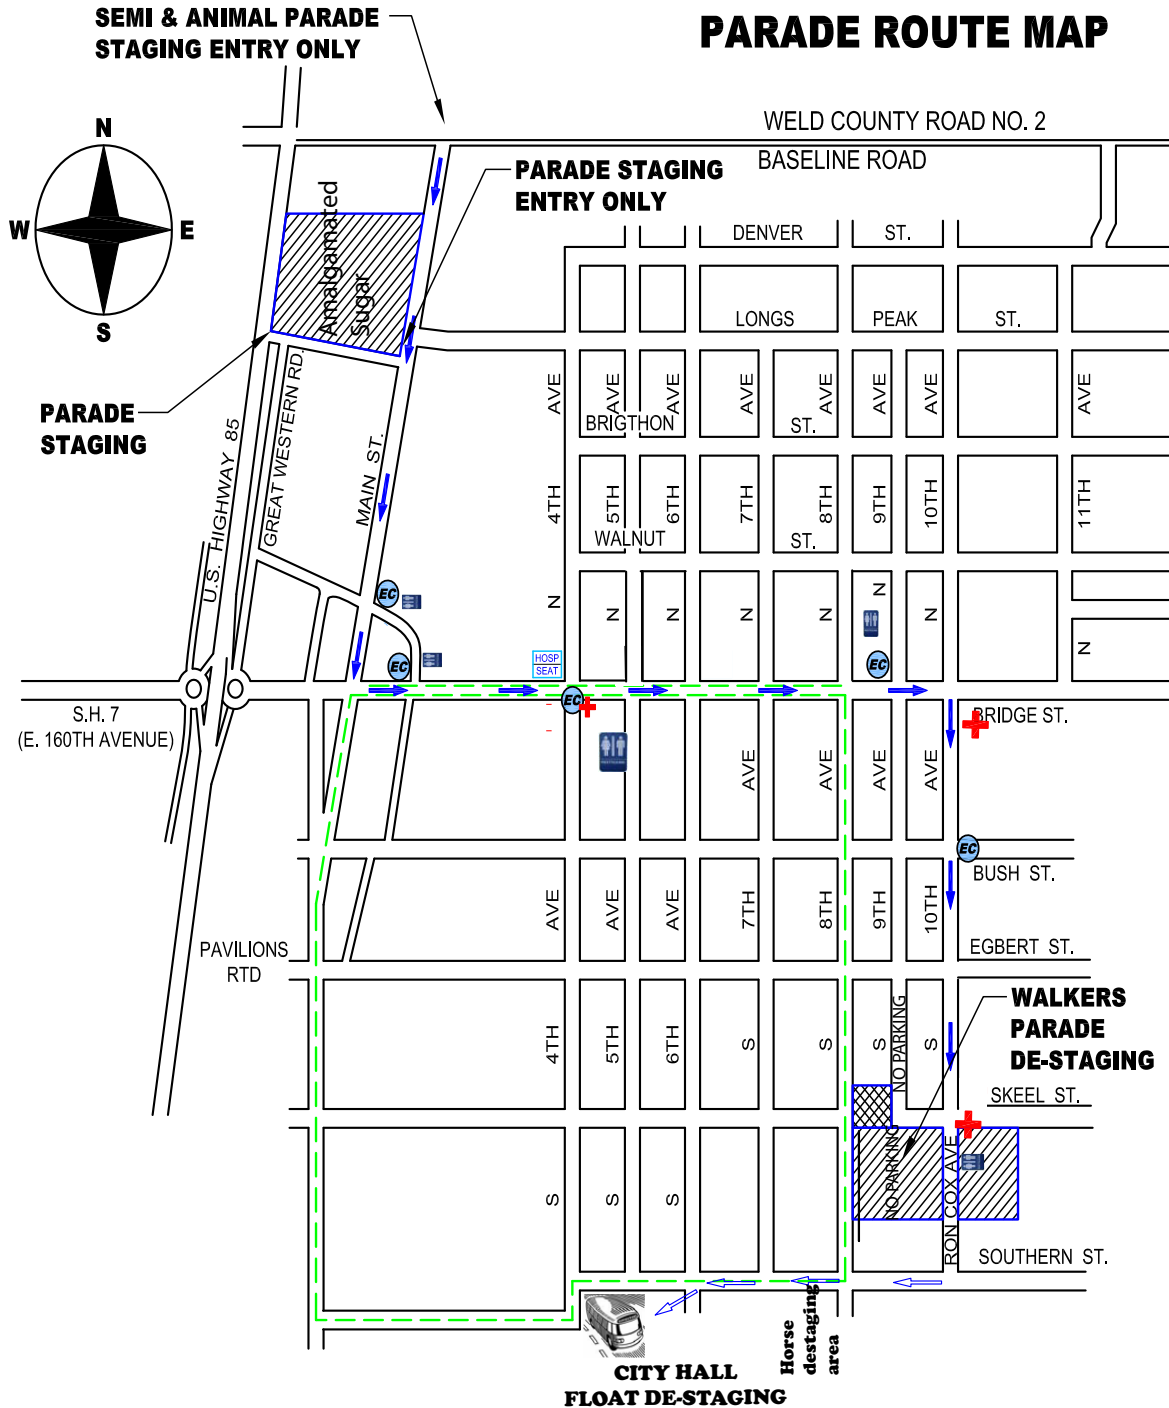 SEMI & ANIMAL PARADE
STAGING ENTRY ONLY
PARADE ROUTE MAP
WELD COUNTY ROAD NO. 2
BASELINE ROAD
N
W
E
S
PARADE STAGING
ENTRY ONLY
Amalgamated
Sugar
DENVER ST.
LONGS PEAK ST.
PARADE
STAGING
U.S. HIGHWAY 85
GREAT WESTERN RD.
MAIN ST.
N 4TH AVE
N 5TH AVE
N 6TH AVE
N 7TH AVE
N 8TH AVE
N 9TH AVE
N 10TH AVE
N 11TH AVE
BRIGTHON ST.
WALNUT ST.
EC
EC
HOSP
SEAT
EC
EC
S.H. 7
(E. 160TH AVENUE)
BRIDGE ST.
EC
BUSH ST.
S 4TH AVE
S 5TH AVE
S 6TH AVE
S 7TH AVE
S 8TH AVE
S 9TH AVE
S 10TH AVE
EGBERT ST.
PAVILIONS
RTD
WALKERS
PARADE
DE-STAGING
NO PARKING
SKEEL ST.
NO PARKING
RON COX AVE
SOUTHERN ST.
Horse
destaging
area
CITY HALL
FLOAT DE-STAGING